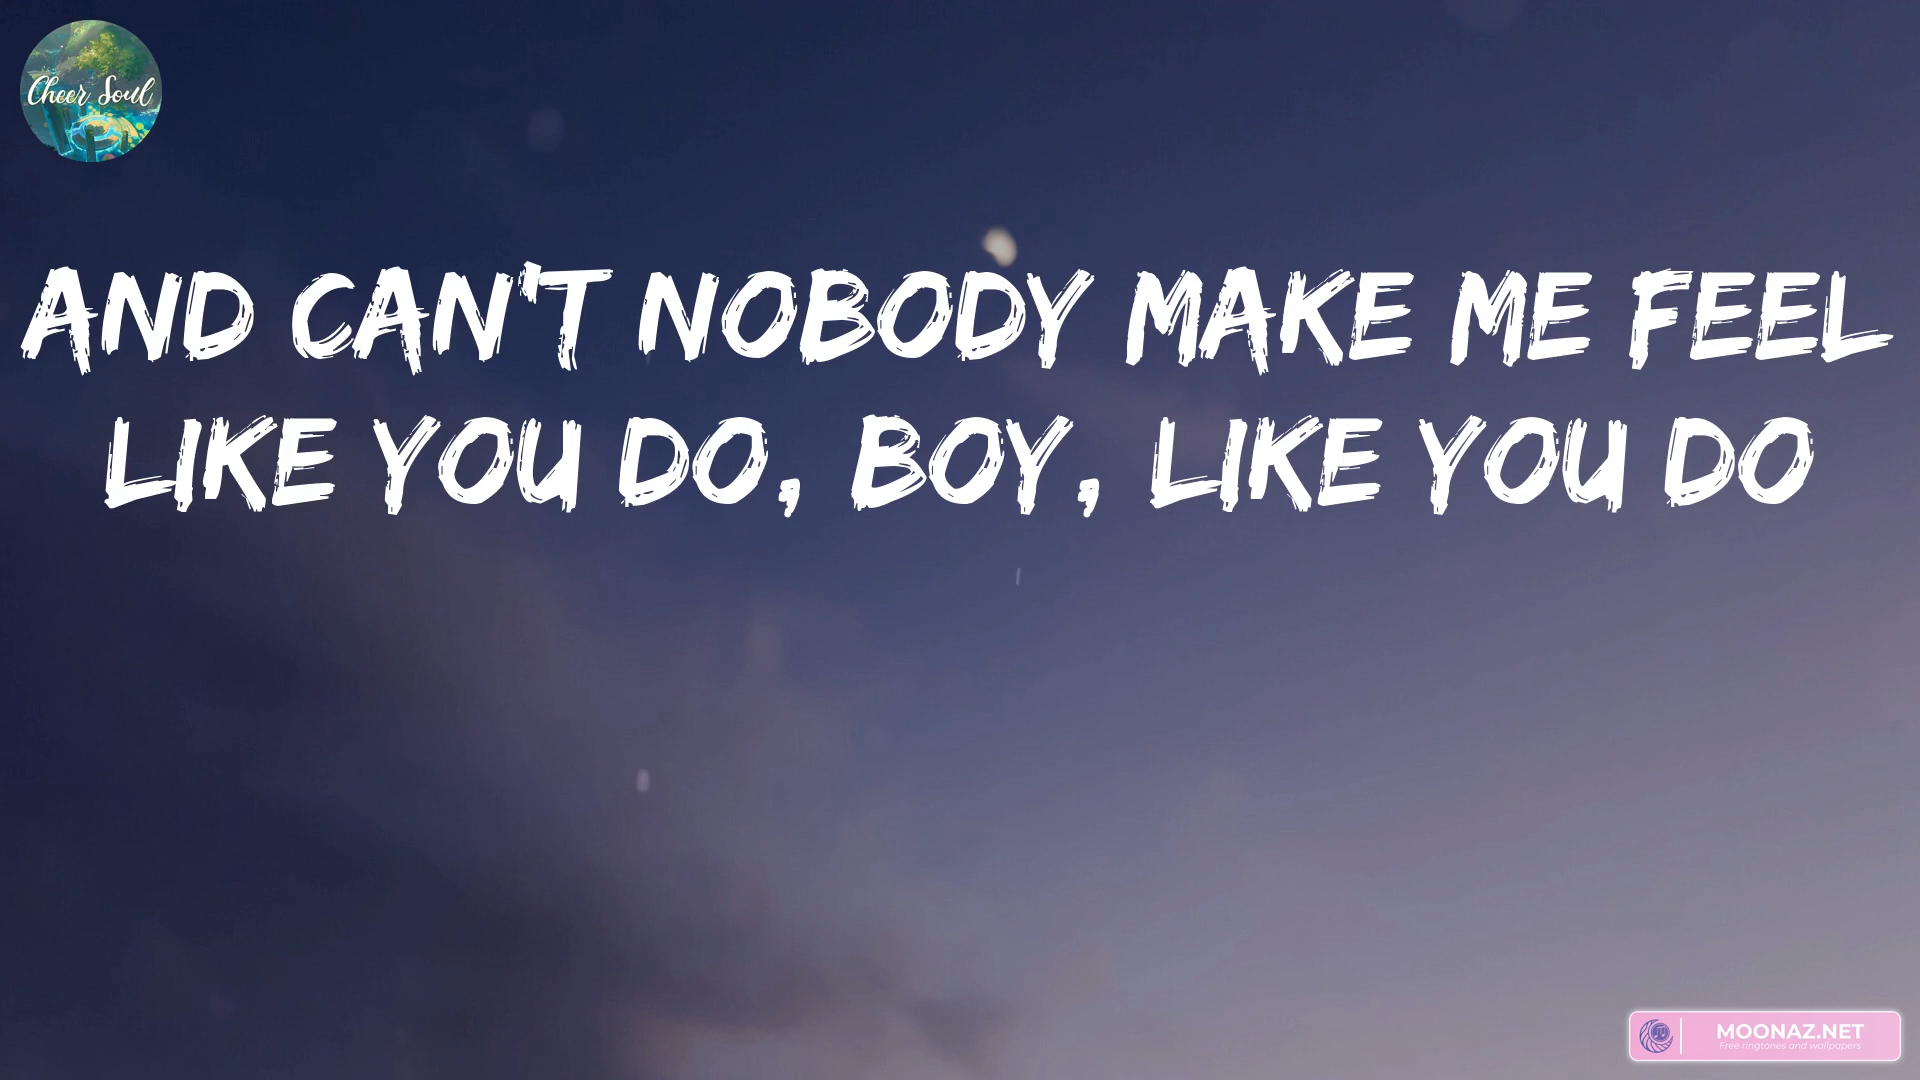 Cheer Soul
AND CAN'T NOBODY MAKE ME FEEL
LIKE YOU DO, BOY, LIKE YOU DO
MOONAZ.NET
Free ringtones and wallpapers